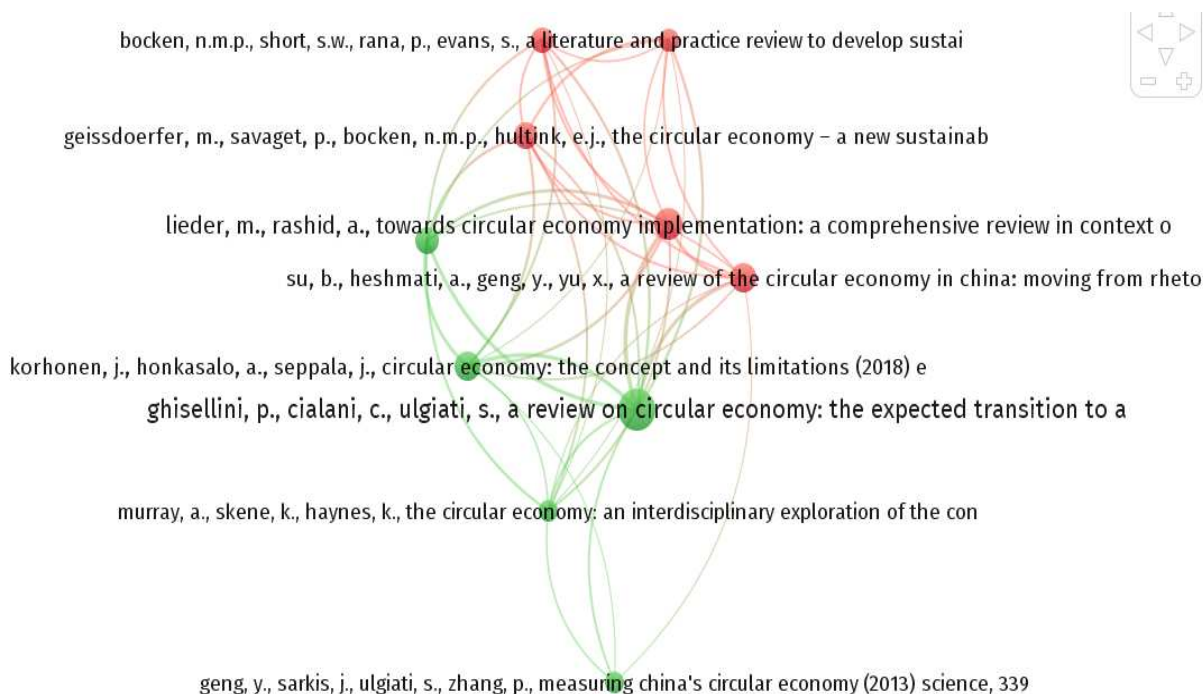 bocken, n.m.p., short, s.w., rana, p., evans, s., a literature and practice review to develop sustai
geissdoerfer, m., savaget, p., bocken, n.m.p., hultink, e.j., the circular economy – a new sustainab
lieder, m., rashid, a., towards circular economy implementation: a comprehensive review in context o
su, b., heshmati, a., geng, y., yu, x., a review of the circular economy in china: moving from rheto
korhonen, j., honkasalo, a., seppala, j., circular economy: the concept and its limitations (2018) e
ghisellini, p., cialani, c., ulgiati, s., a review on circular economy: the expected transition to a
murray, a., skene, k., haynes, k., the circular economy: an interdisciplinary exploration of the con
geng, y., sarkis, j., ulgiati, s., zhang, p., measuring china's circular economy (2013) science, 339